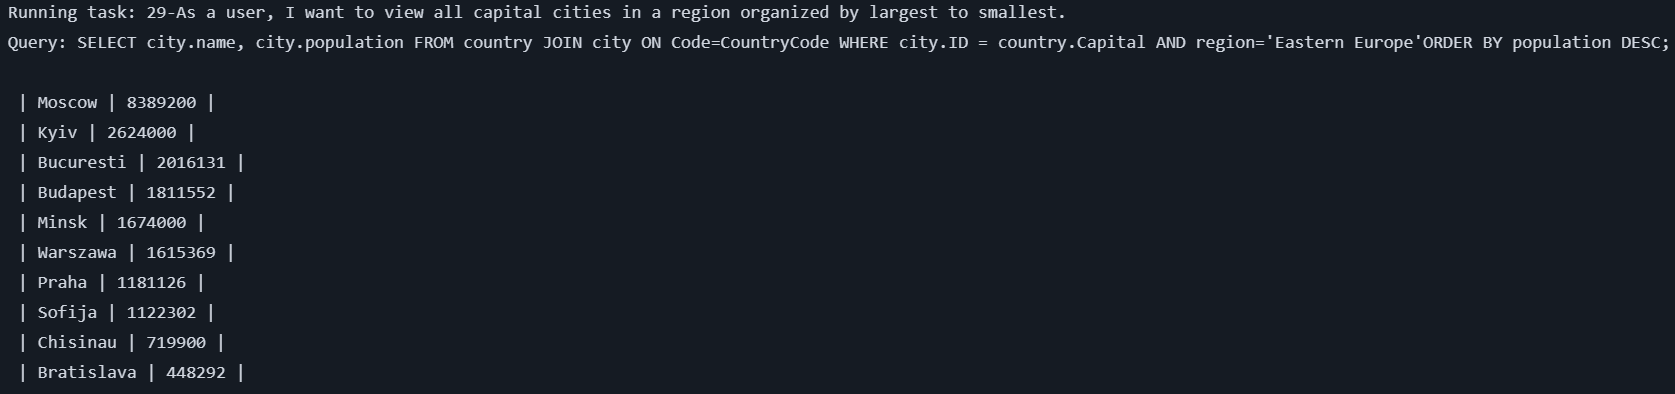 Running task: 29-As a user, I want to view all capital cities in a region organized by largest to smallest.
Query: SELECT city.name, city.population FROM country JOIN city ON Code=CountryCode WHERE city.ID = country.Capital AND region='Eastern Europe'ORDER BY population DESC;
| Moscow | 8389200 |
| Kyiv | 2624000 |
| Bucuresti | 2016131 |
| Budapest | 1811552 |
| Minsk | 1674000 |
| Warszawa | 1615369 |
| Praha | 1181126 |
| Sofija | 1122302 |
| Chisinau | 719900 |
| Bratislava | 448292 |